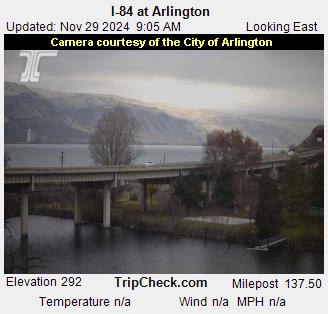 I-84 at Arlington
Updated: Nov 29 2024 9:05 AM Looking East
Camera courtesy of the City of Arlington
Elevation 292 TripCheck.com Milepost 137.50
Temperature n/a Wind n/a MPH n/a